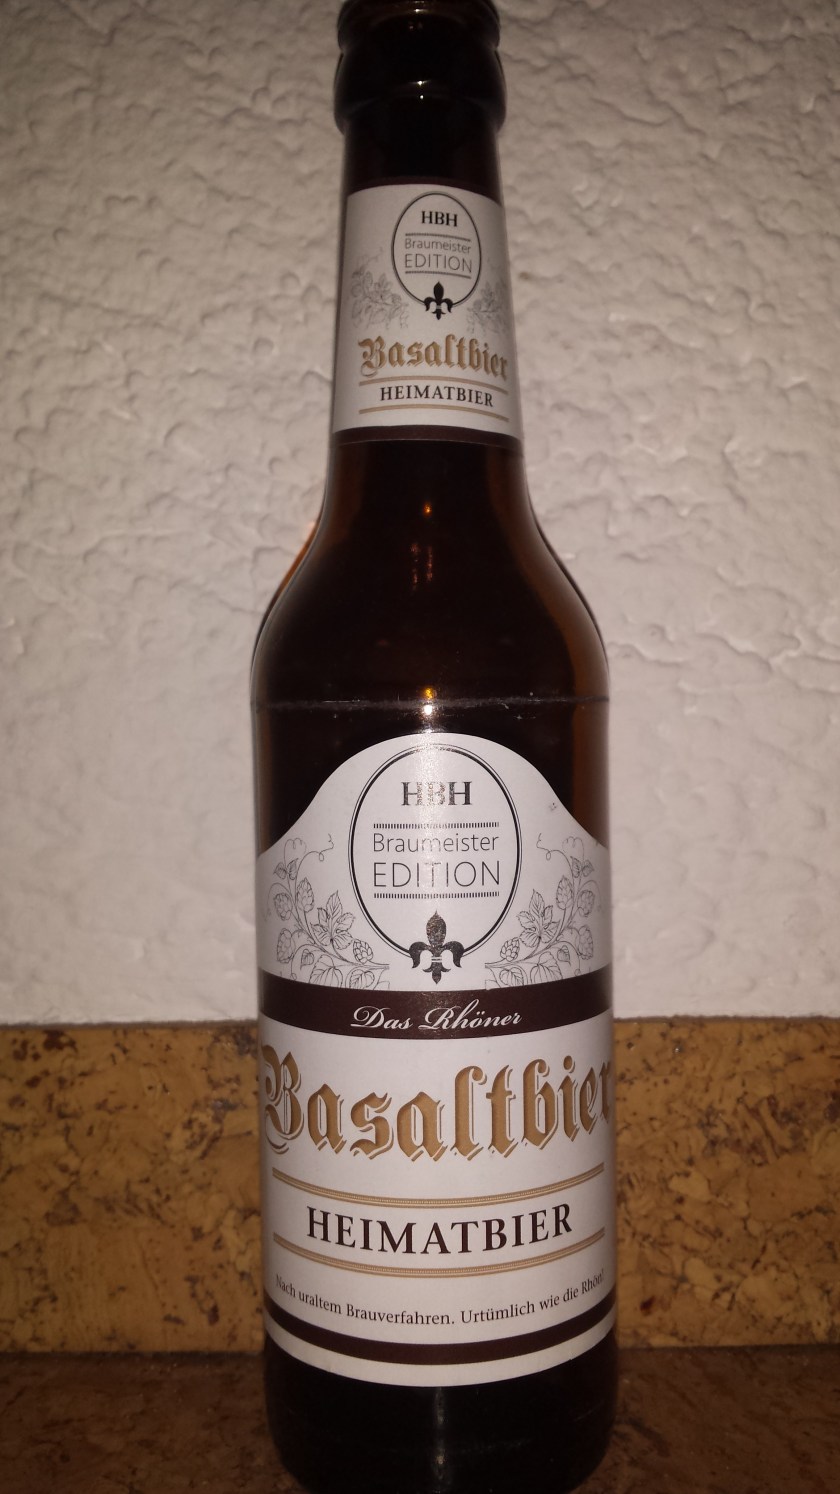 HBH
Braumeister
EDITION
Basaltbier
HEIMATBIER
HBH
Braumeister
EDITION
Das Rhöner
Basaltbier
HEIMATBIER
Nach uraltem Brauverfahren. Urtümlich wie die Rhön!